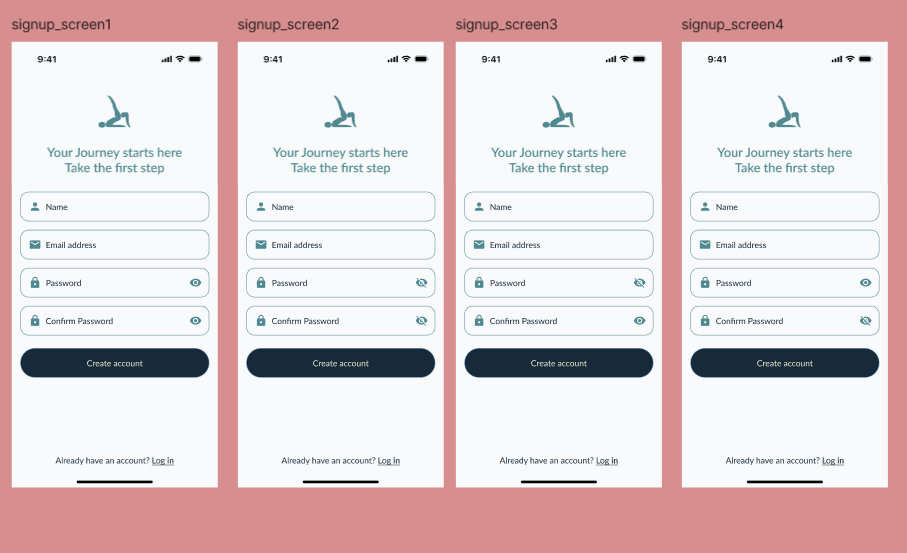 signup_screen1
9:41
Your Journey starts here
Take the first step
Name
Email address
Password
Confirm Password
Create account
Already have an account? Log in
signup_screen2
9:41
Your Journey starts here
Take the first step
Name
Email address
Password
Confirm Password
Create account
Already have an account? Log in
signup_screen3
9:41
Your Journey starts here
Take the first step
Name
Email address
Password
Confirm Password
Create account
Already have an account? Log in
signup_screen4
9:41
Your Journey starts here
Take the first step
Name
Email address
Password
Confirm Password
Create account
Already have an account? Log in